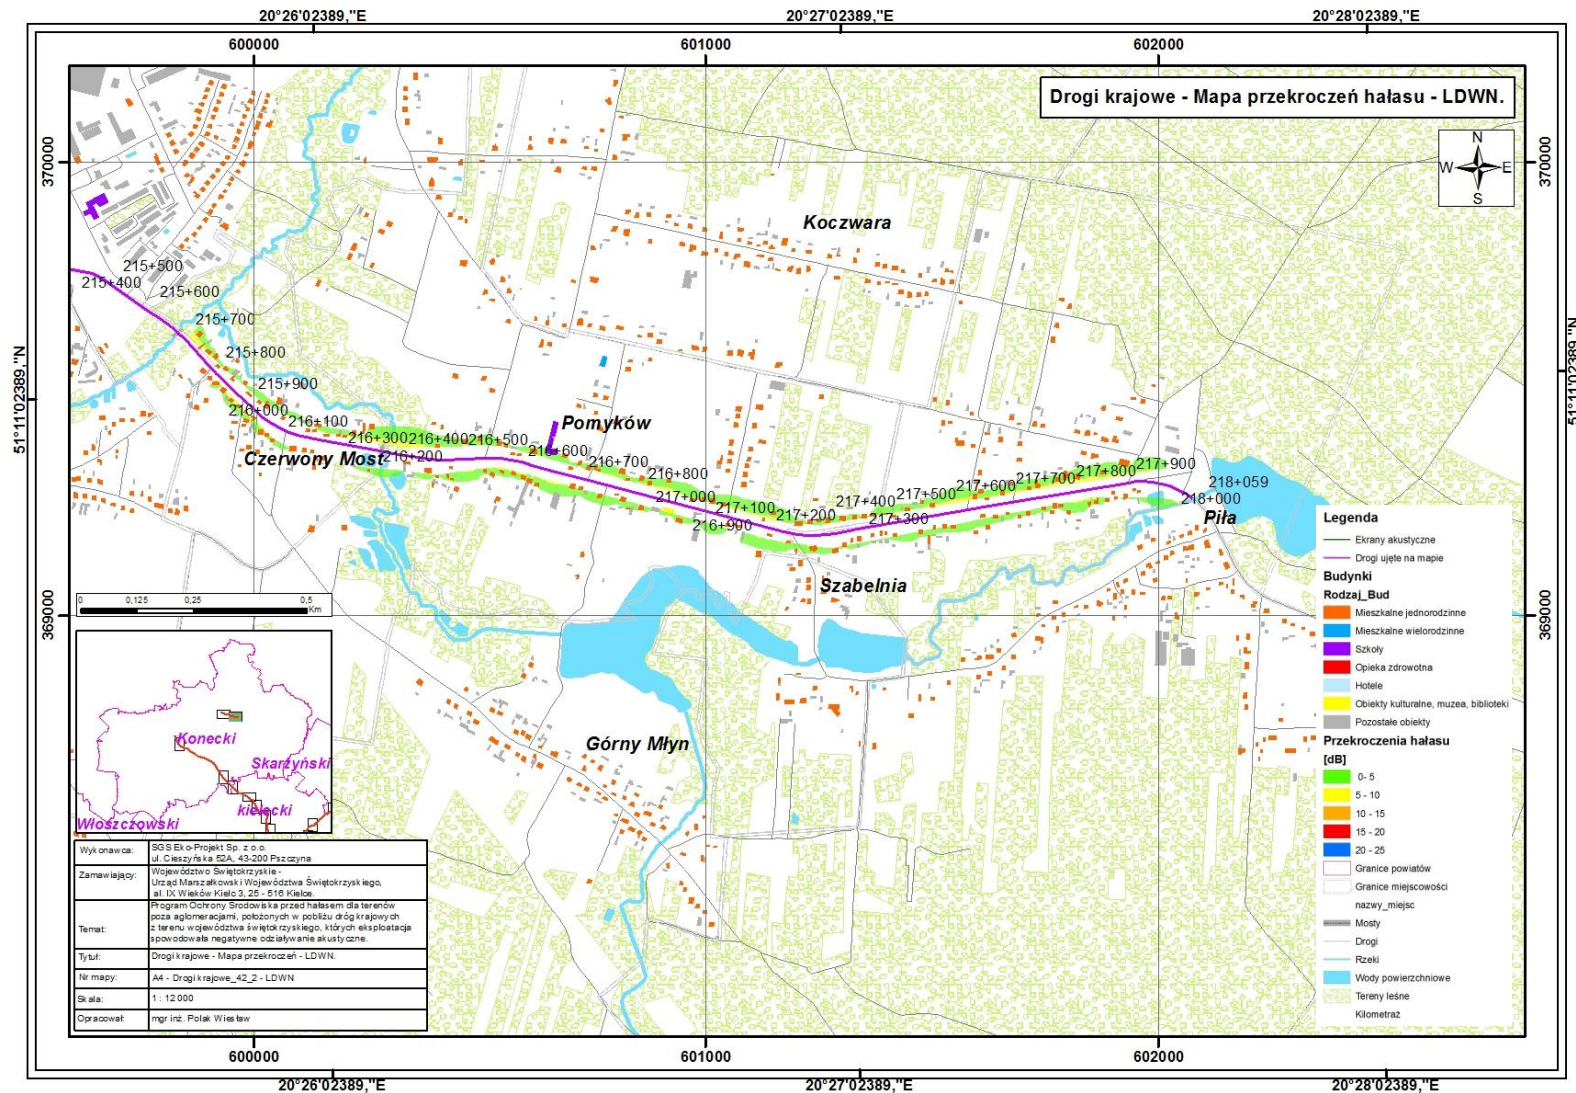 20°26'02389,"E
20°27'02389,"E
20°28'02389,"E
600000
601000
602000
Drogi krajowe - Mapa przekroczeń hałasu - LDWN.
N
W
E
S
370000
370000
Koczwara
215+500
215+400
215+600
215+700
215+800
215+900
216+000
216+100
216+300
216+400
216+500
Pomyków
216+600
216+700
216+800
Czerwony Most
216+200
217+000
217+100
216+900
217+200
217+300
217+400
217+500
217+600
217+700
217+800
217+900
218+059
218+000
Piła
Szabelnia
Górny Młyn
51°11'02389,"N
51°11'02389,"N
369000
369000
0
0,125
0,25
0,5
Km
Konecki
Skarżyński
kielecki
Włoszczowski
Wykonawca:
SGS Eko-Projekt Sp. z o.o.
ul. Cieszyńska 52A, 43-200 Pszczyna
Zamawiający:
Województwo Świętokrzyskie -
Urząd Marszałkowski Województwa Świętokrzyskiego,
al. IX Wieków Kielc 3, 25 - 516 Kielce.
Temat:
Program Ochrony Środowiska przed hałasem dla terenów
poza aglomeracjami, położonych w pobliżu dróg krajowych
z terenu województwa świętokrzyskiego, których eksploatacja
spowodowała negatywne oddziaływanie akustyczne.
Tytuł:
Drogi krajowe - Mapa przekroczeń - LDWN.
Nr mapy:
A4 - Drogi krajowe_42_2 - LDWN
Skala:
1 : 12 000
Opracował:
mgr inż. Polak Wiesław
Legenda
Ekrany akustyczne
Drogi ujęte na mapie
Budynki
Rodzaj_Bud
Mieszkalne jednorodzinne
Mieszkalne wielorodzinne
Szkoły
Opieka zdrowotna
Hotele
Obiekty kulturalne, muzea, biblioteki
Pozostałe obiekty
Przekroczenia hałasu
[dB]
0- 5
5 - 10
10 - 15
15 - 20
20 - 25
Granice powiatów
Granice miejscowości
nazwy_miejsc
Mosty
Drogi
Rzeki
Wody powierzchniowe
Tereny leśne
Kilometraż
600000
601000
602000
20°26'02389,"E
20°27'02389,"E
20°28'02389,"E